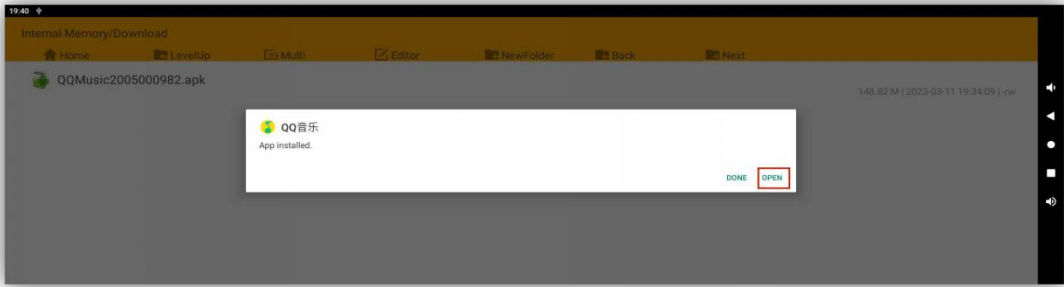 19:40
Internal Memory/Download
Home LevelUp Multi Editor NewFolder Back Next
QQMusic2005000982.apk
148.82 M | 2023-03-11 19:34:09 | -rw
QQ音乐
App installed.
DONE OPEN